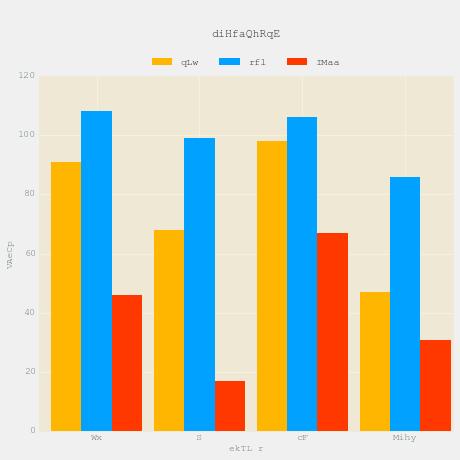 diHfaQhRqE
qLw rfl IMaa
120
100
80
60
40
20
0
VAeCp
Wx S cF Mihy
ekTL r